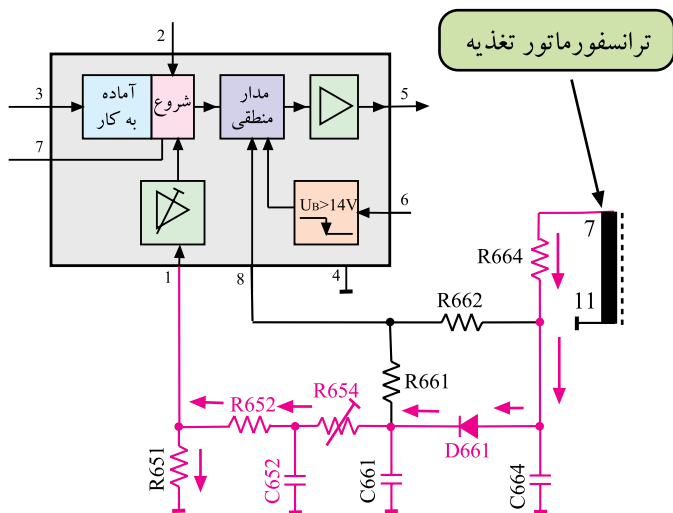 ترانسفورماتور تغذیه
2
3
آماده
به کار
شروع
مدار
منطقی
5
7
U_B>14V
6
1
8
4
7
R664
11
R662
R661
R654
R652
D661
R651
C652
C661
C664